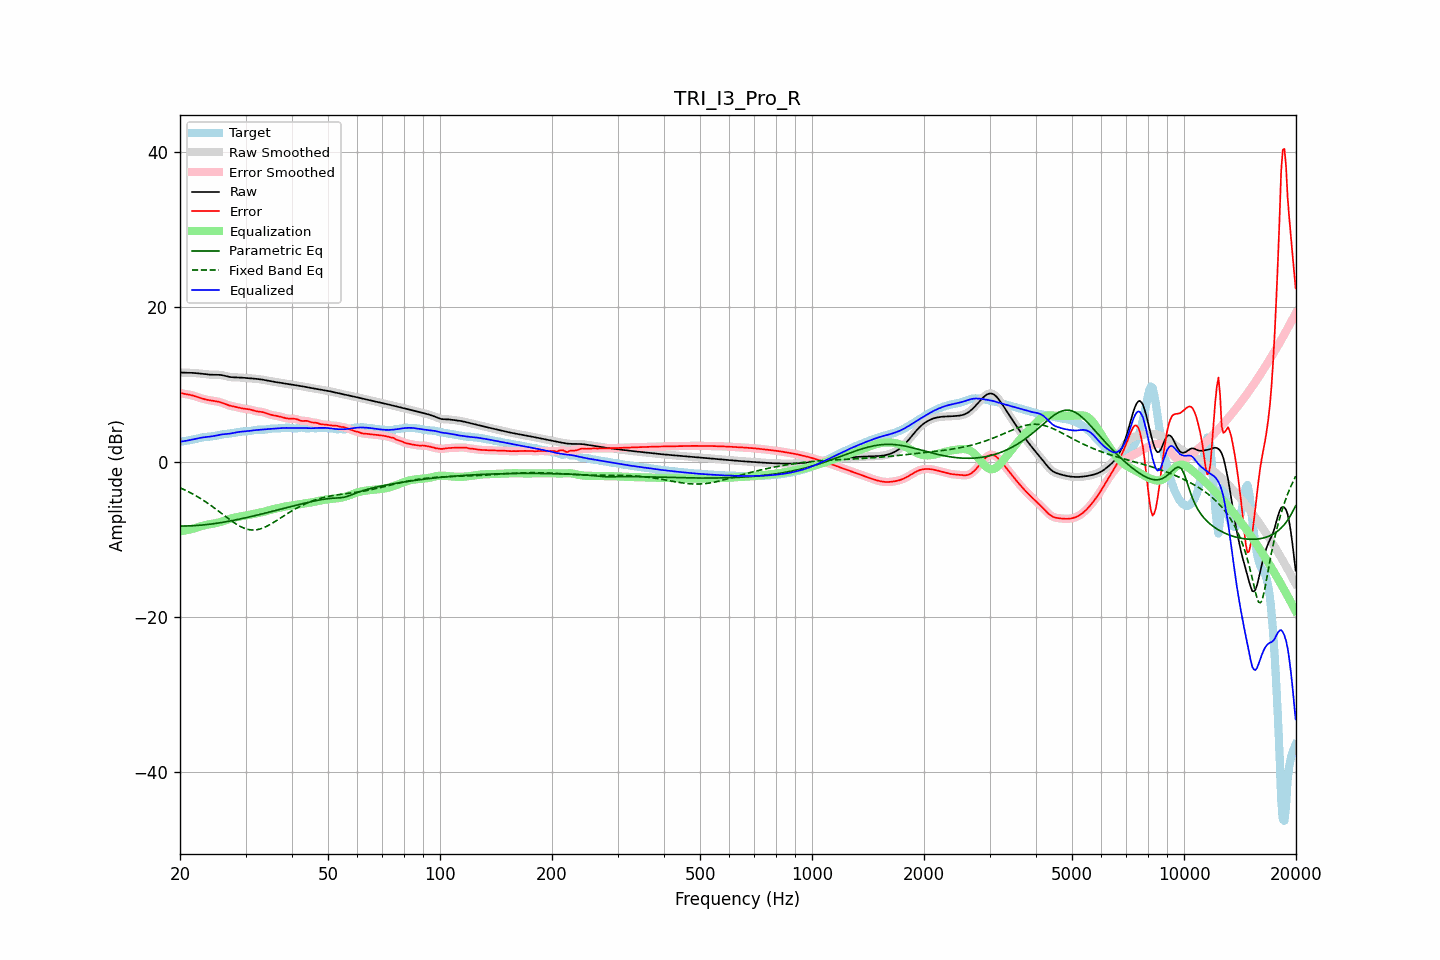 TRI_I3_Pro_R
Target
Raw Smoothed
Error Smoothed
Raw
Error
Equalization
Parametric Eq
Fixed Band Eq
Equalized
40
20
0
−20
−40
Amplitude (dBr)
20 50 100 200 500 1000 2000 5000 10000 20000
Frequency (Hz)